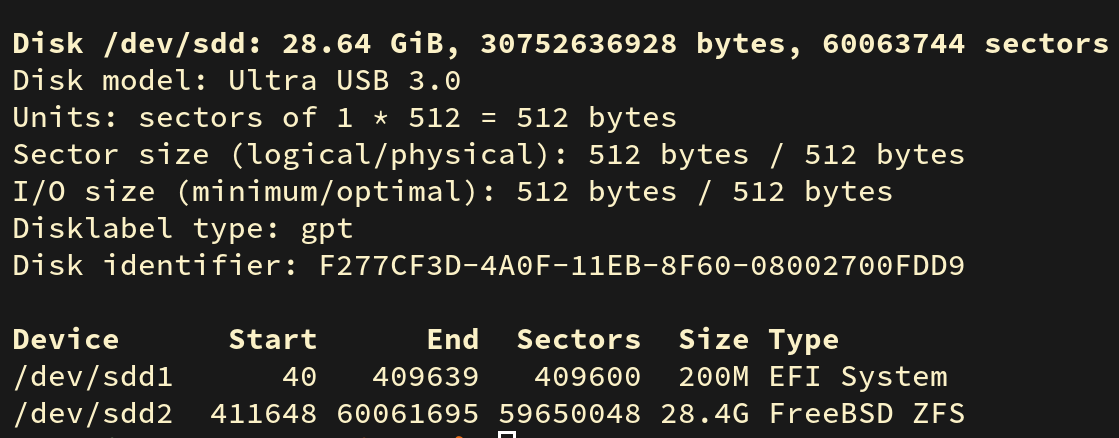 Disk /dev/sdd: 28.64 GiB, 30752636928 bytes, 60063744 sectors
Disk model: Ultra USB 3.0
Units: sectors of 1 * 512 = 512 bytes
Sector size (logical/physical): 512 bytes / 512 bytes
I/O size (minimum/optimal): 512 bytes / 512 bytes
Disklabel type: gpt
Disk identifier: F277CF3D-4A0F-11EB-8F60-08002700FDD9
Device Start End Sectors Size Type
/dev/sdd1 40 409639 409600 200M EFI System
/dev/sdd2 411648 60061695 59650048 28.4G FreeBSD ZFS